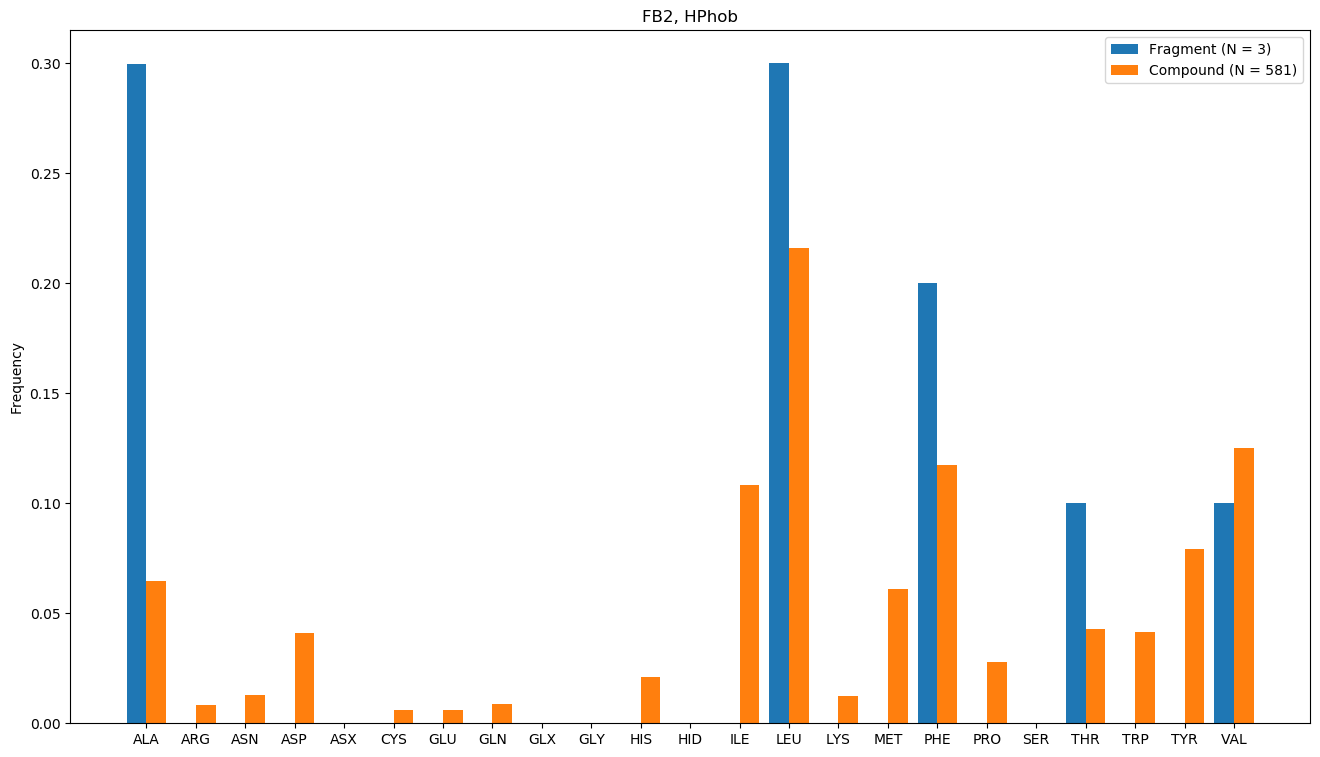 FB2, HPhob
Fragment (N = 3)
Compound (N = 581)
Frequency
0.30
0.25
0.20
0.15
0.10
0.05
0.00
ALA ARG ASN ASP ASX CYS GLU GLN GLX GLY HIS HID ILE LEU LYS MET PHE PRO SER THR TRP TYR VAL